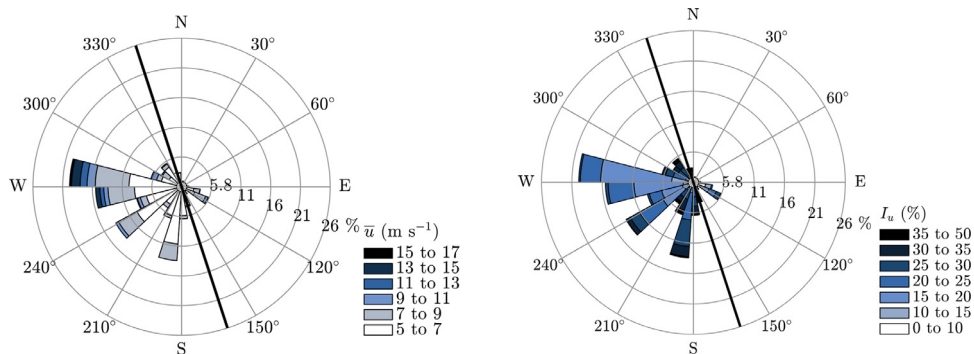 N
330° 30°
300° 60°
W E
5.8 11 16 21 26 %
240° 120°
210° 150°
S
u̅ (m s⁻¹)
15 to 17
13 to 15
11 to 13
9 to 11
7 to 9
5 to 7
N
330° 30°
300° 60°
W E
5.8 11 16 21 26 %
240° 120°
210° 150°
S
I_u (%)
35 to 50
30 to 35
25 to 30
20 to 25
15 to 20
10 to 15
0 to 10